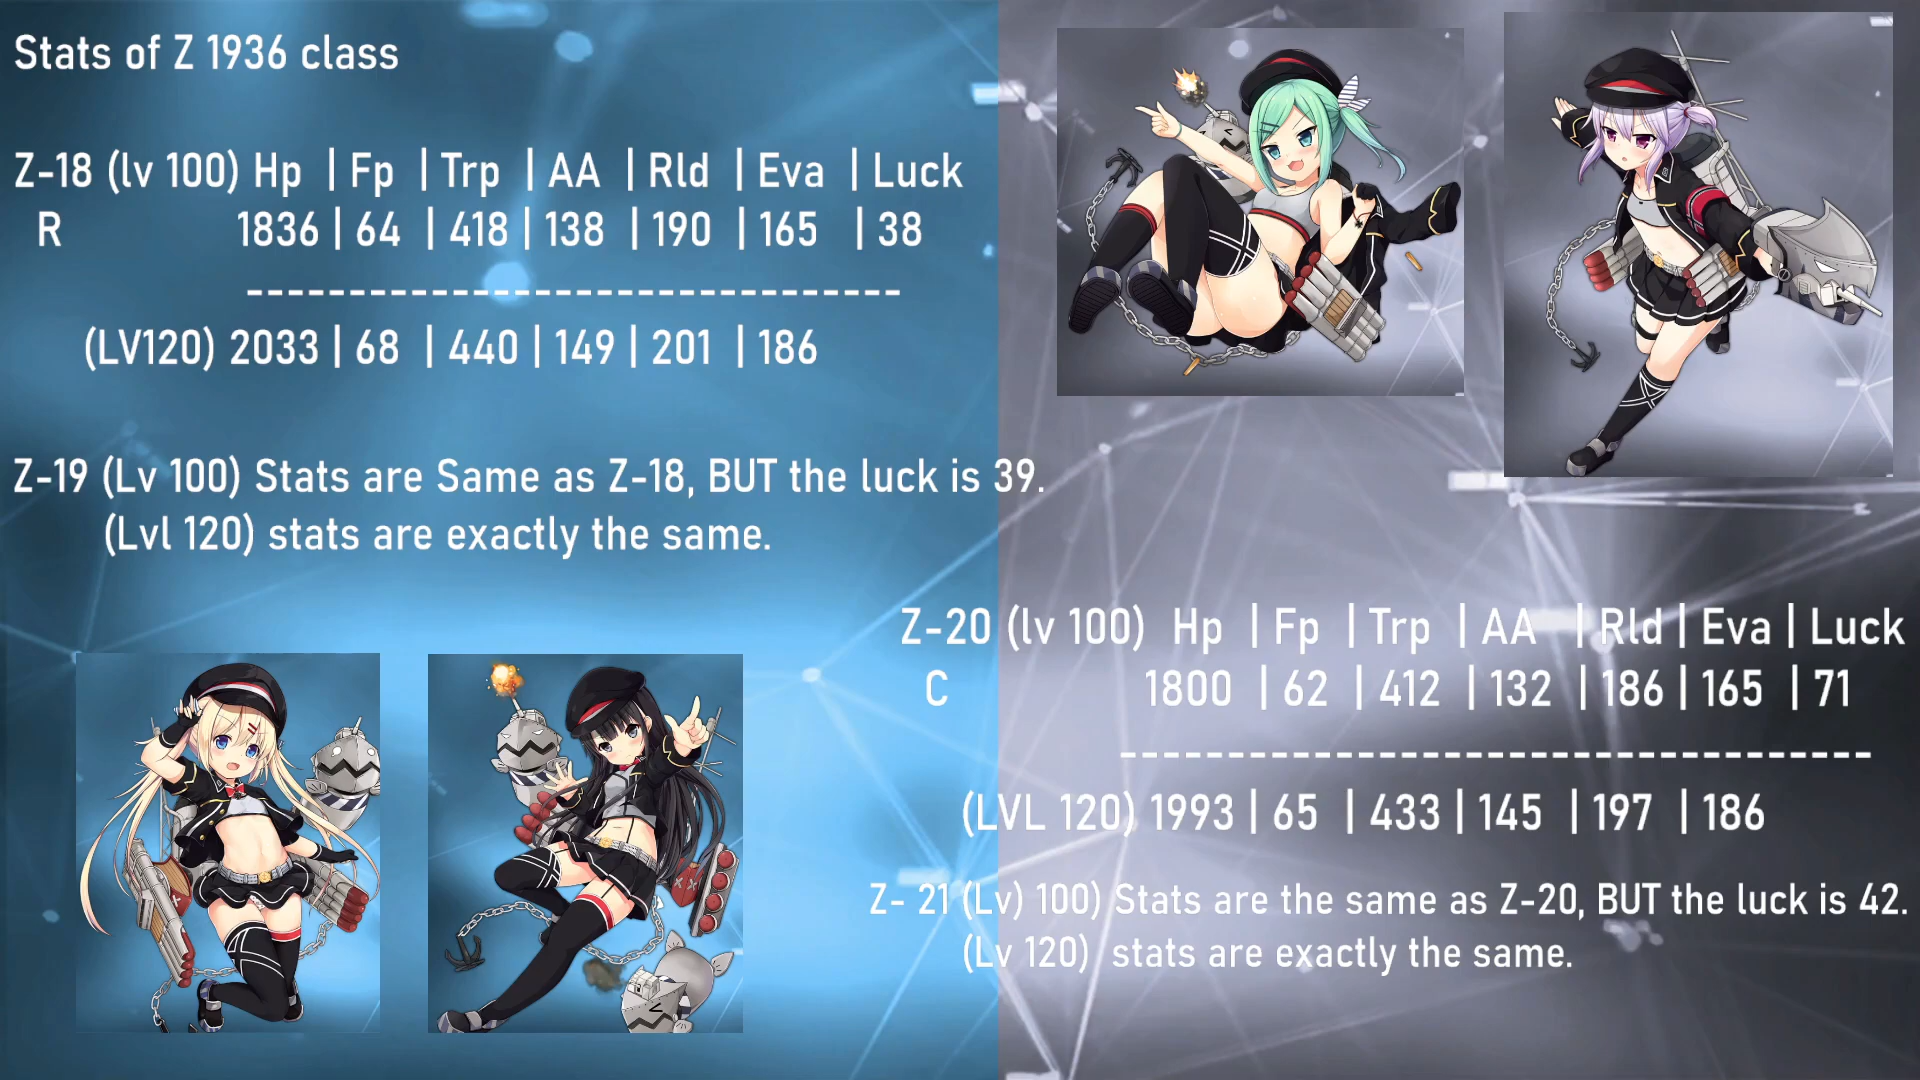 Stats of Z 1936 class
Z-18 (lv 100) Hp | Fp | Trp | AA | Rld | Eva | Luck
R 1836 | 64 | 418 | 138 | 190 | 165 | 38
--------------------------------
(LV120) 2033 | 68 | 440 | 149 | 201 | 186
Z-19 (Lv 100) Stats are Same as Z-18, BUT the luck is 39.
(Lvl 120) stats are exactly the same.
Z-20 (lv 100) Hp | Fp | Trp | AA | Rld | Eva | Luck
C 1800 | 62 | 412 | 132 | 186 | 165 | 71
-----------------------------------
(LVL 120) 1993 | 65 | 433 | 145 | 197 | 186
Z- 21 (Lv) 100) Stats are the same as Z-20, BUT the luck is 42.
(Lv 120) stats are exactly the same.